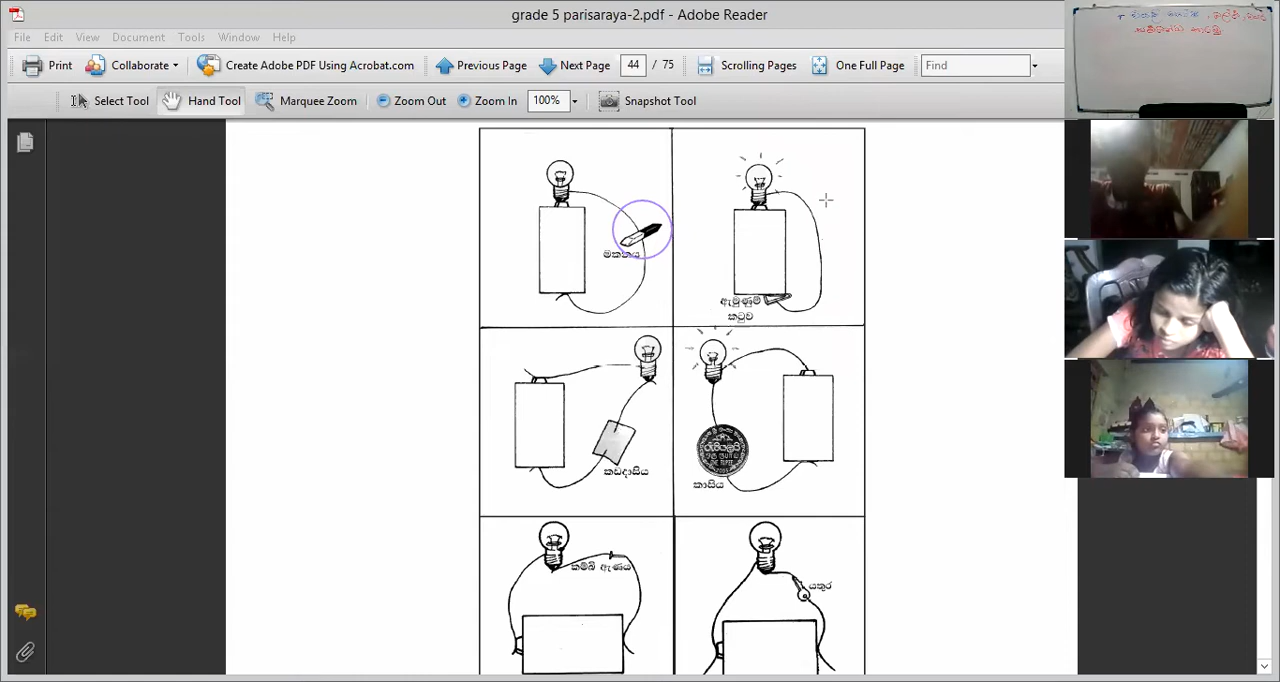 grade 5 parisaraya-2.pdf - Adobe Reader
File Edit View Document Tools Window Help
Print Collaborate Create Adobe PDF Using Acrobat.com Previous Page Next Page 44 / 75 Scrolling Pages One Full Page Find
Select Tool Hand Tool Marquee Zoom Zoom Out Zoom In 100% Snapshot Tool
මකනය
ඇමුණුම්
කටුව
කඩදාසිය
කාසිය
කම්බි ඇණය
යතුර